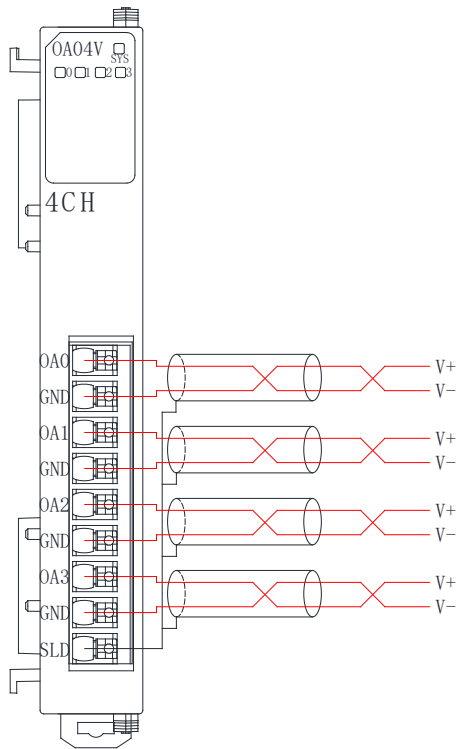 OA04V
SYS
0 1 2 3
4CH
OA0
GND
OA1
GND
OA2
GND
OA3
GND
SLD
V+
V-
V+
V-
V+
V-
V+
V-